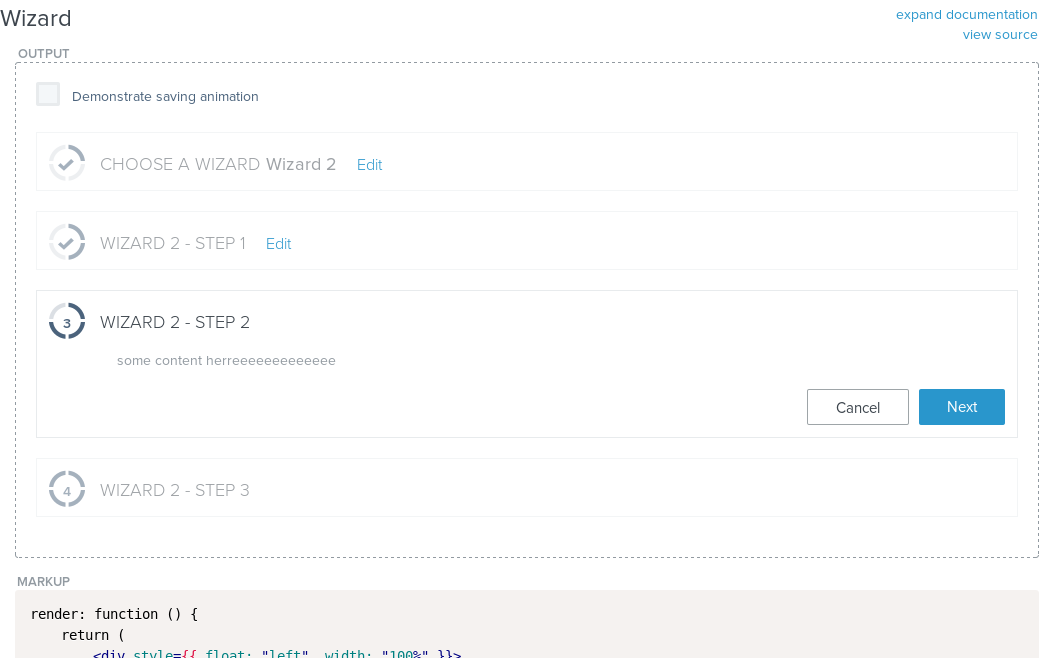 Wizard
expand documentation
view source
OUTPUT
Demonstrate saving animation
CHOOSE A WIZARD Wizard 2 Edit
WIZARD 2 - STEP 1 Edit
3 WIZARD 2 - STEP 2
some content herreeeeeeeeeeeee
Cancel Next
4 WIZARD 2 - STEP 3
MARKUP
render: function () {
return (
<div style={{ float: "left", width: "100%" }}>